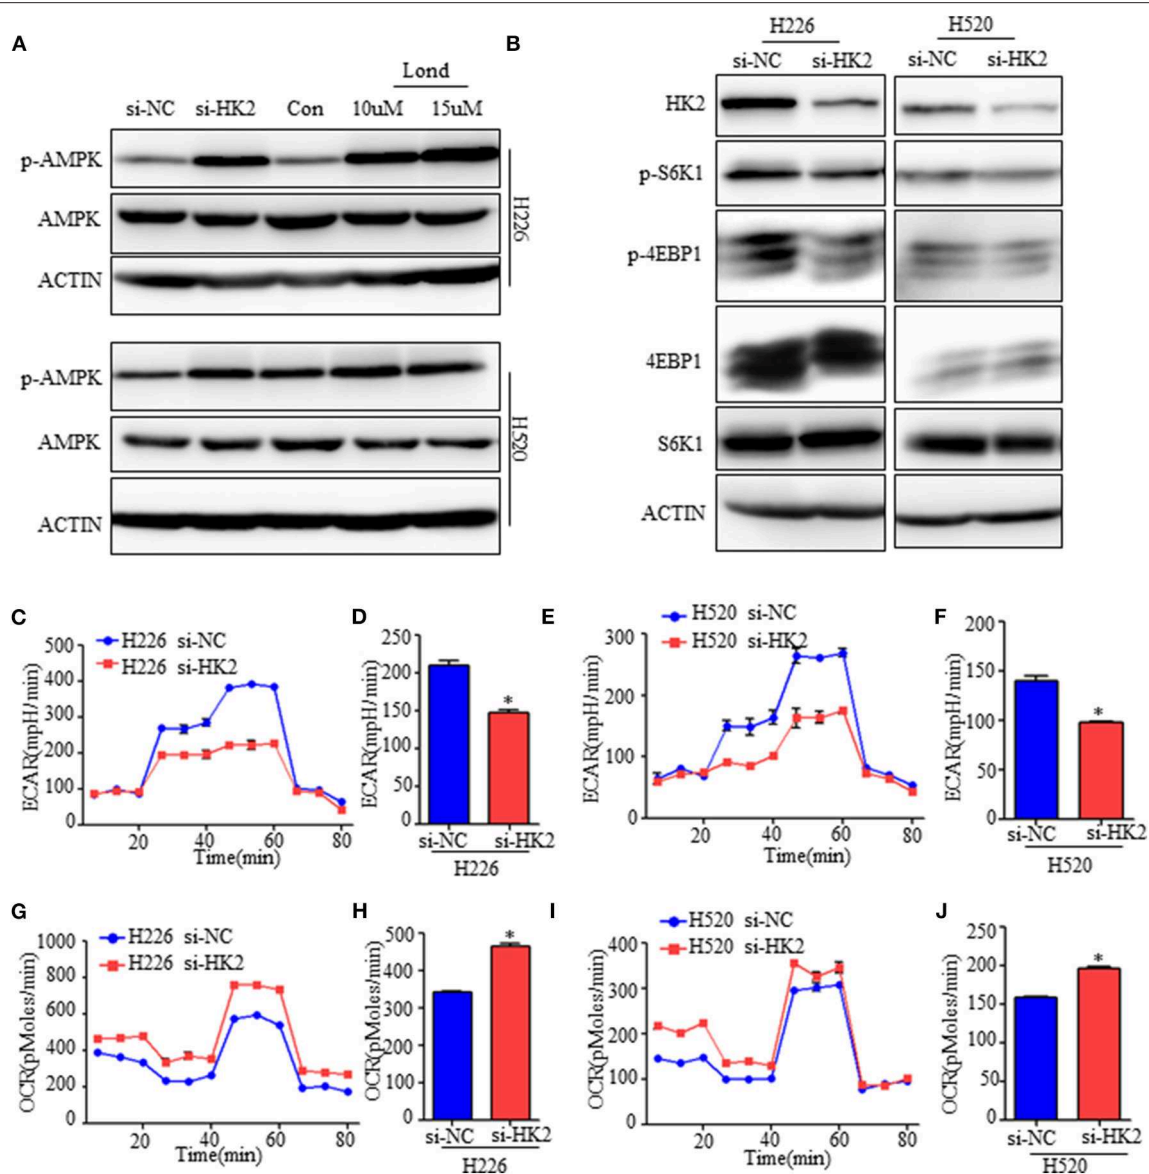 A
Lond
si-NC si-HK2 Con 10uM 15uM
p-AMPK
AMPK
ACTIN
H226
p-AMPK
AMPK
ACTIN
H520
B
H226 H520
si-NC si-HK2 si-NC si-HK2
HK2
p-S6K1
p-4EBP1
4EBP1
S6K1
ACTIN
C
H226 si-NC
H226 si-HK2
ECAR(mpH/min)
500
400
300
200
100
0
20 40 60 80
Time(min)
D
ECAR(mpH/min)
250
200
150
100
50
0
*
si-NC si-HK2
H226
E
H520 si-NC
H520 si-HK2
ECAR(mpH/min)
300
200
100
0
20 40 60 80
Time(min)
F
ECAR(mpH/min)
200
150
100
50
0
*
si-NC si-HK2
H520
G
H226 si-NC
H226 si-HK2
OCR(pMoles/min)
1000
800
600
400
200
0
20 40 60 80
Time(min)
H
OCR(pMoles/min)
500
400
300
200
100
0
*
si-NC si-HK2
H226
I
H520 si-NC
H520 si-HK2
OCR(pMoles/min)
400
300
200
100
0
20 40 60 80
Time(min)
J
OCR(pMoles/min)
250
200
150
100
50
0
*
si-NC si-HK2
H520